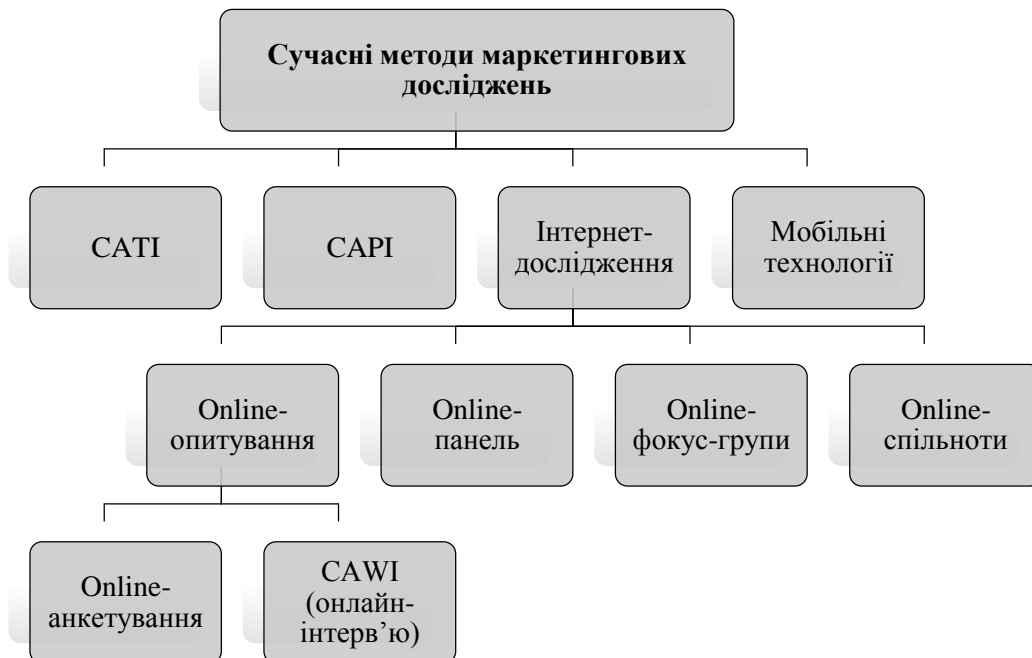 Сучасні методи маркетингових
досліджень
CATI
CAPI
Інтернет-
дослідження
Мобільні
технології
Online-
опитування
Online-
панель
Online-
фокус-групи
Online-
спільноти
Online-
анкетування
CAWI
(онлайн-
інтерв’ю)